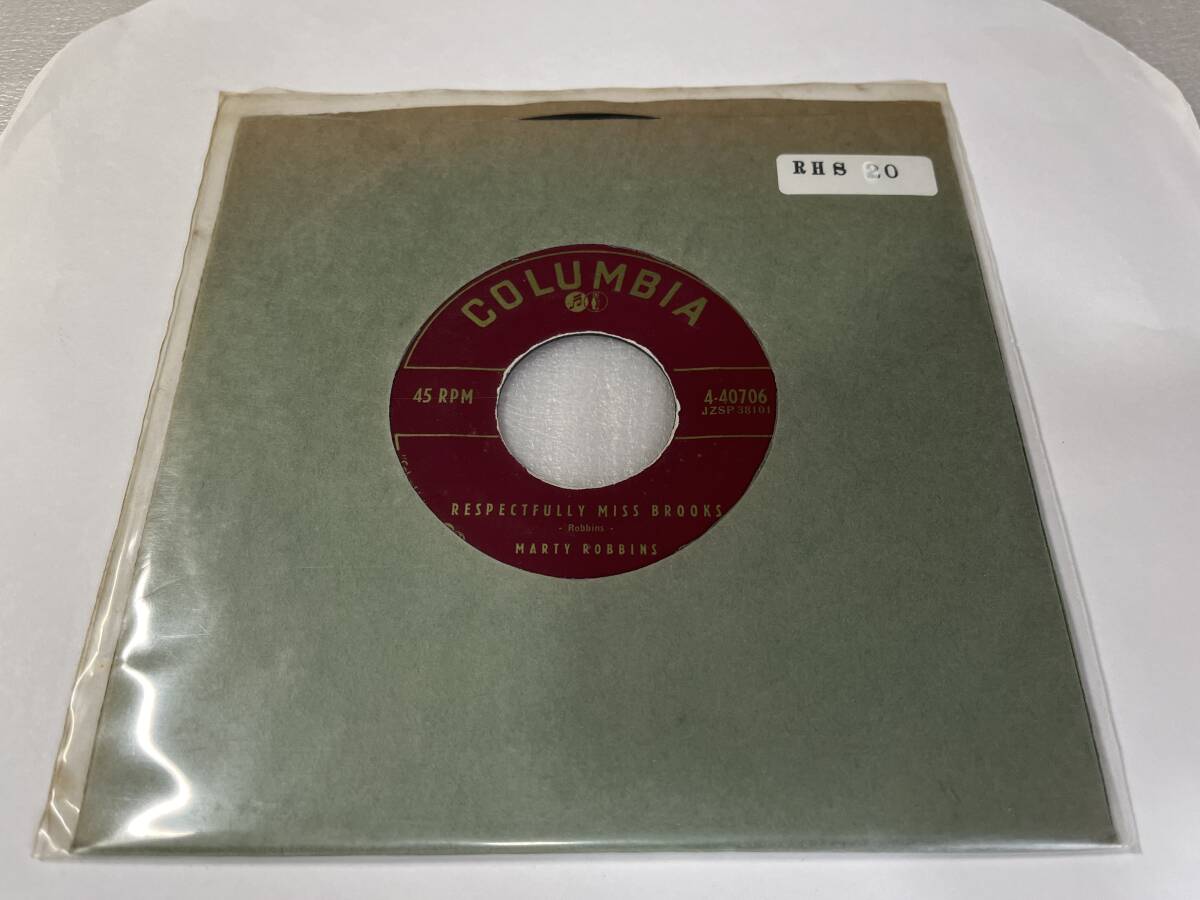 RHS 20
COLUMBIA
45 RPM
4-40706
JZSP 38101
RESPECTFULLY MISS BROOKS
- Robbins -
MARTY ROBBINS